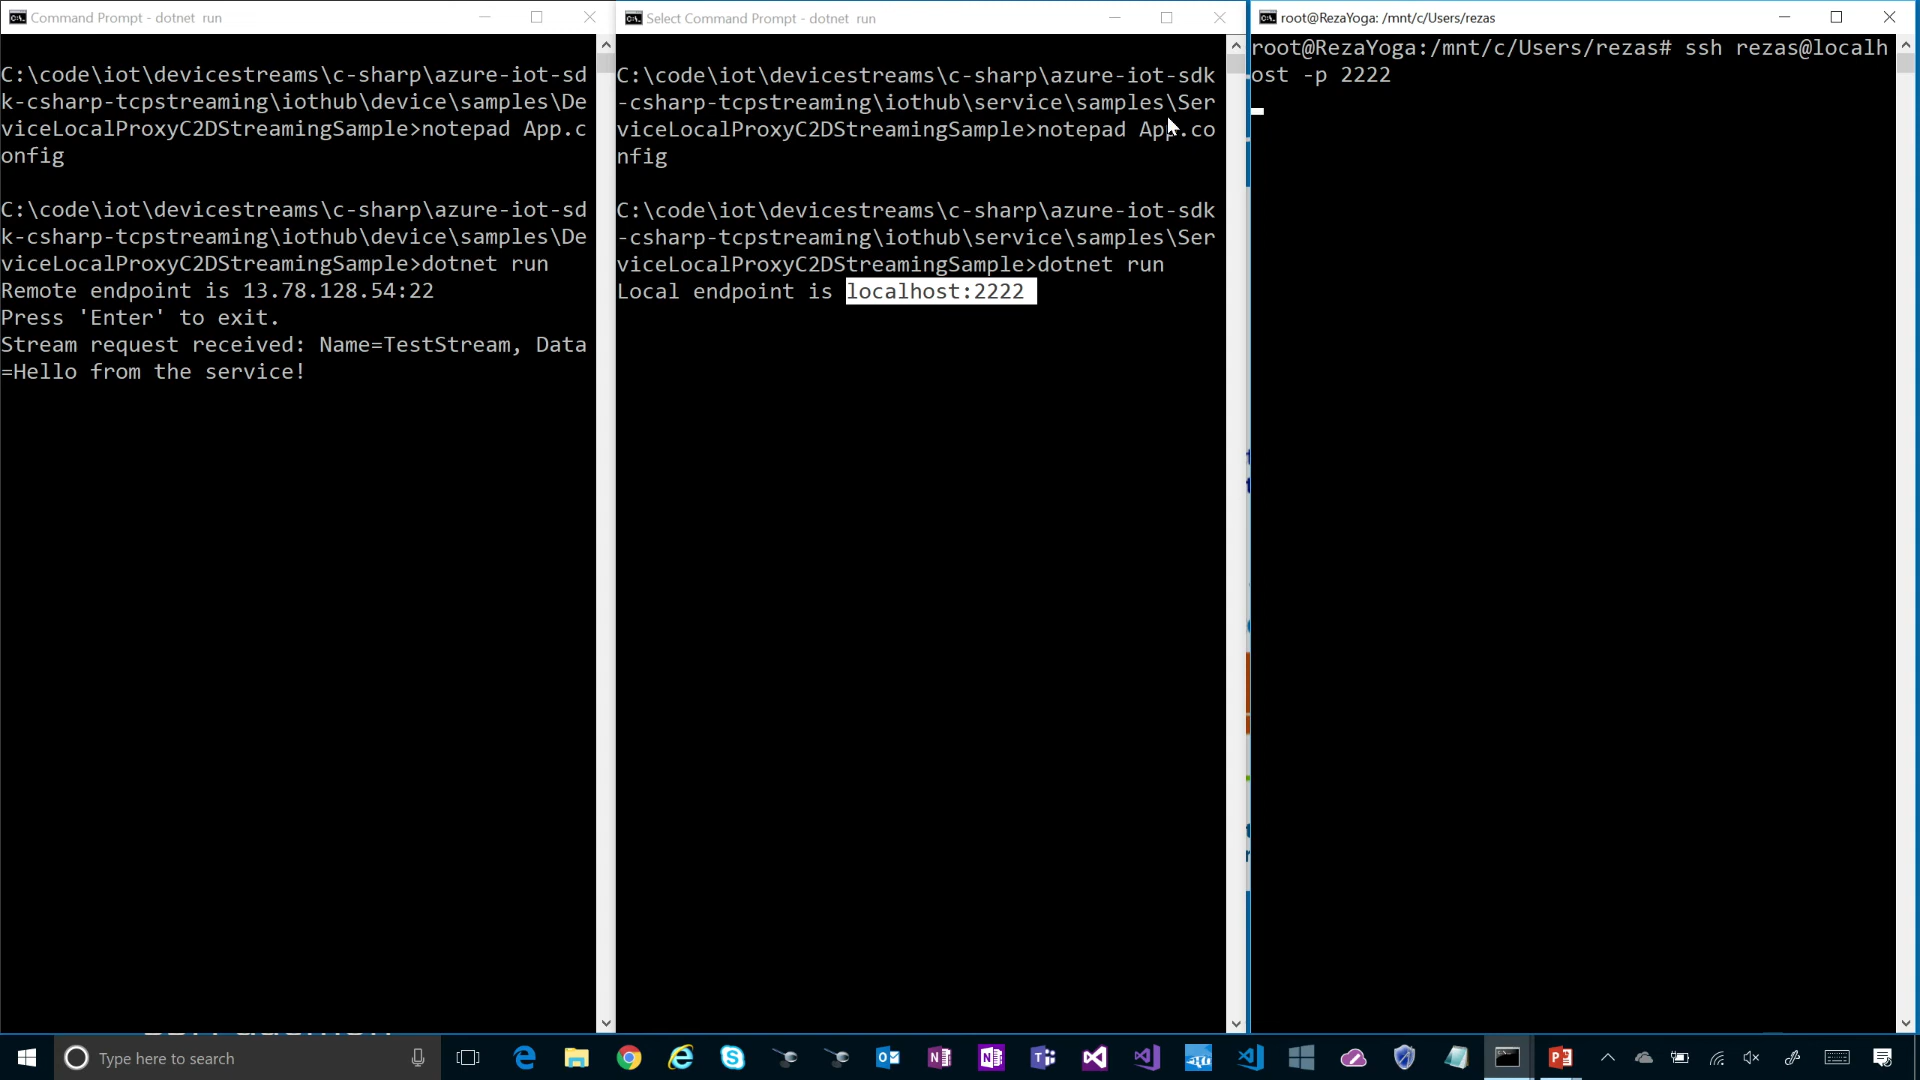 Command Prompt - dotnet  run
C:\code\iot\devicestreams\c-sharp\azure-iot-sd
k-csharp-tcpstreaming\iothub\device\samples\De
viceLocalProxyC2DStreamingSample>notepad App.c
onfig
C:\code\iot\devicestreams\c-sharp\azure-iot-sd
k-csharp-tcpstreaming\iothub\device\samples\De
viceLocalProxyC2DStreamingSample>dotnet run
Remote endpoint is 13.78.128.54:22
Press 'Enter' to exit.
Stream request received: Name=TestStream, Data
=Hello from the service!
Select Command Prompt - dotnet  run
C:\code\iot\devicestreams\c-sharp\azure-iot-sdk
-csharp-tcpstreaming\iothub\service\samples\Ser
viceLocalProxyC2DStreamingSample>notepad App.co
nfig
C:\code\iot\devicestreams\c-sharp\azure-iot-sdk
-csharp-tcpstreaming\iothub\service\samples\Ser
viceLocalProxyC2DStreamingSample>dotnet run
Local endpoint is localhost:2222
root@RezaYoga: /mnt/c/Users/rezas
root@RezaYoga:/mnt/c/Users/rezas# ssh rezas@localh
ost -p 2222
Type here to search